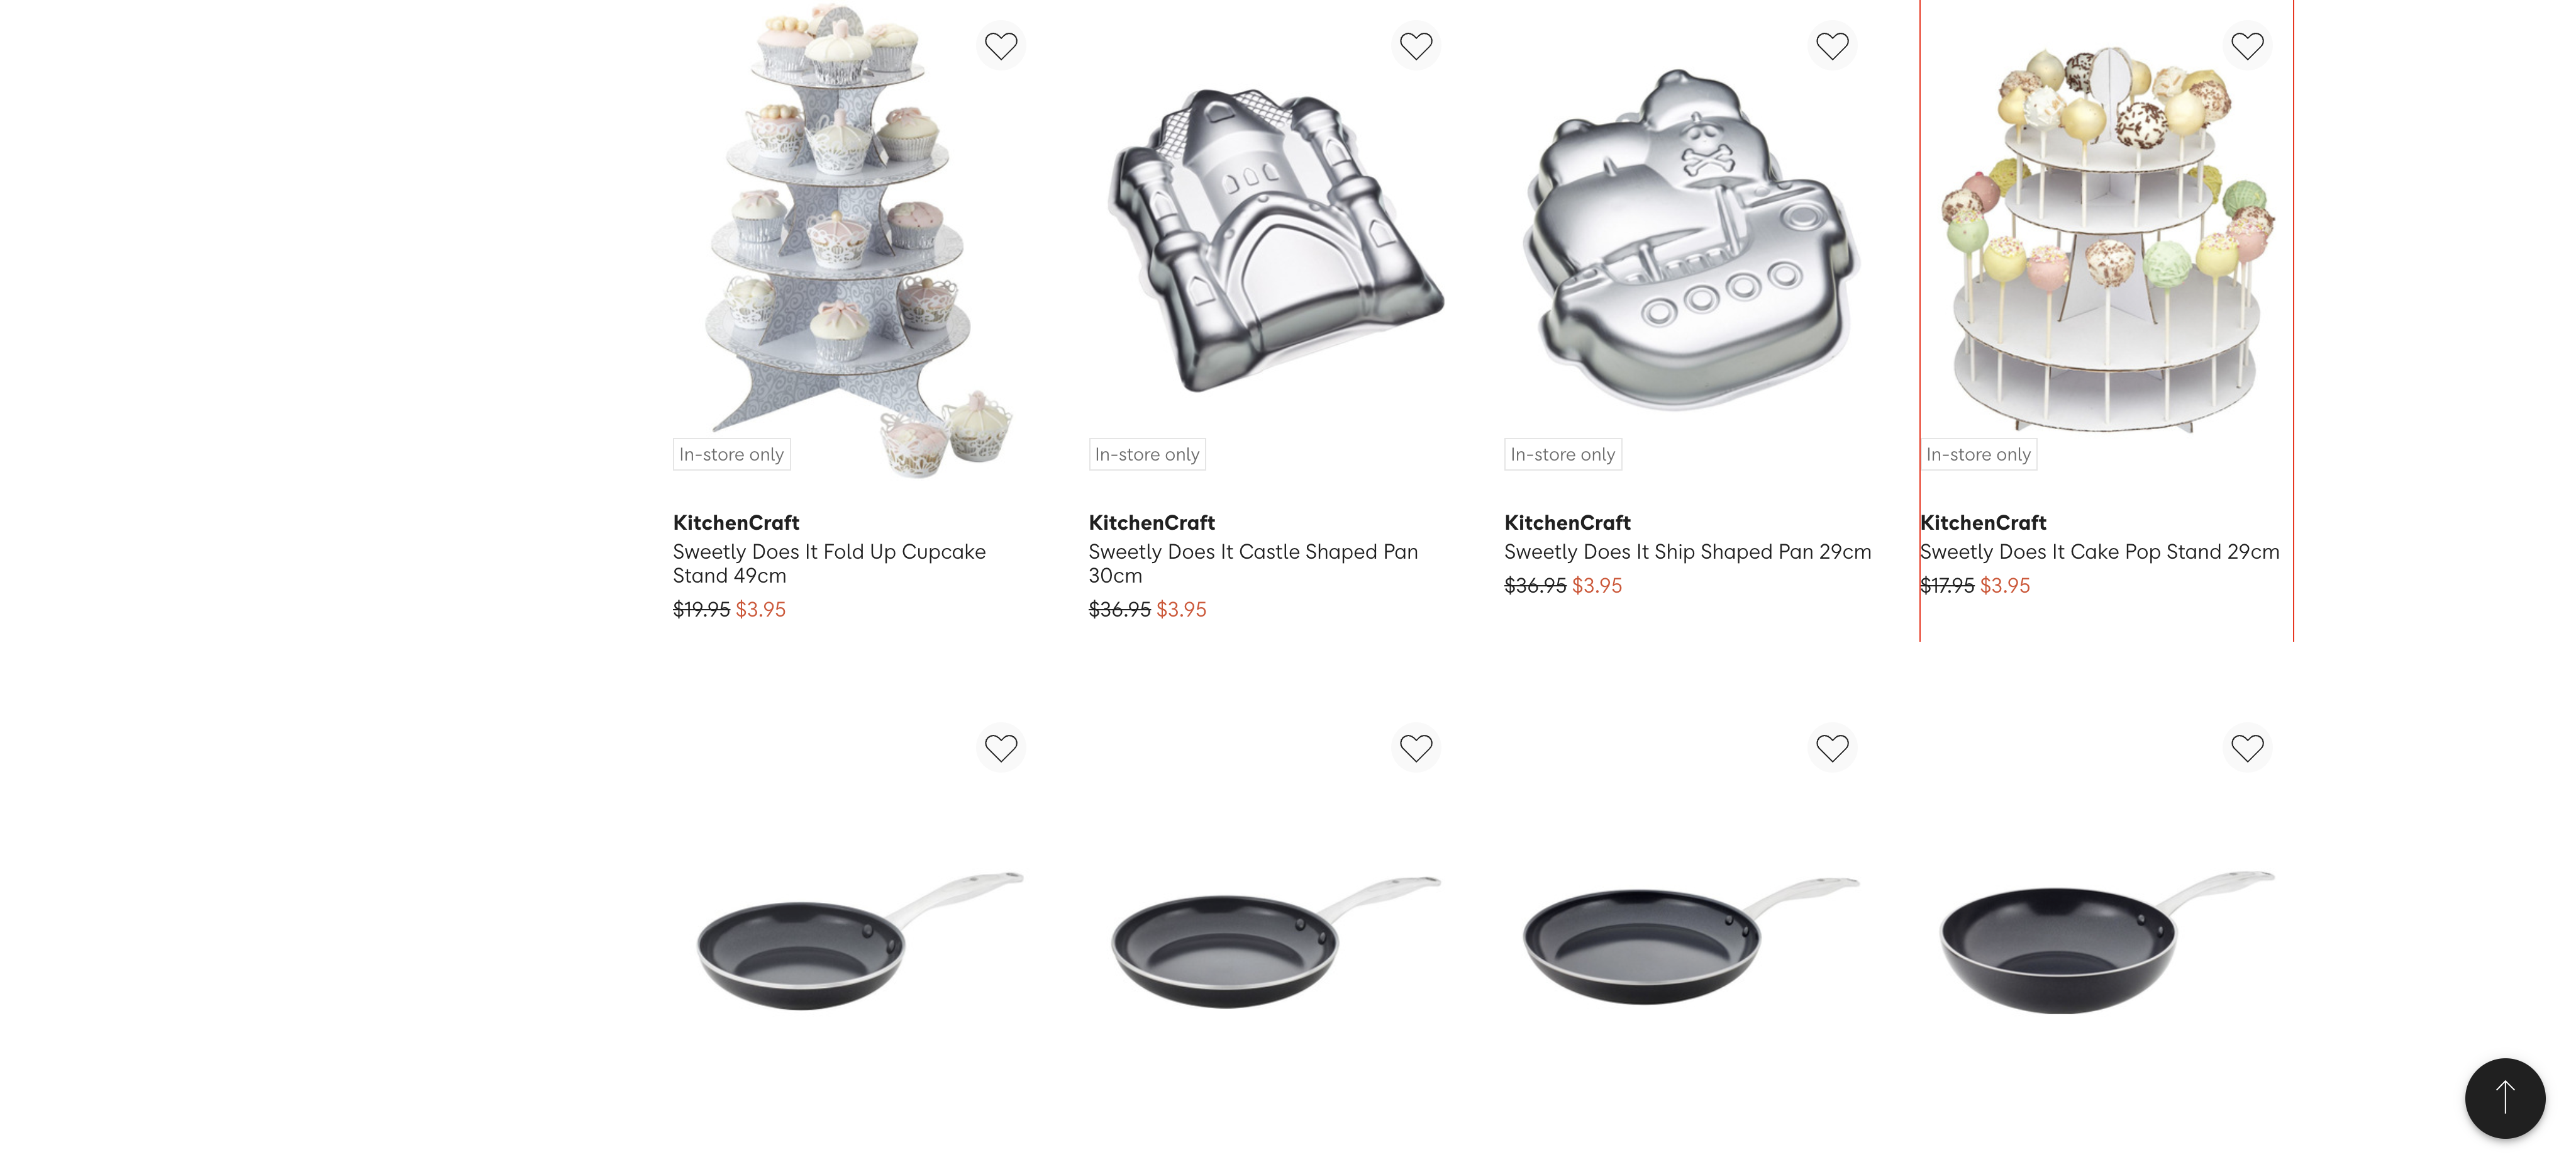 In-store only
KitchenCraft
Sweetly Does It Fold Up Cupcake
Stand 49cm
$19.95 $3.95
In-store only
KitchenCraft
Sweetly Does It Castle Shaped Pan
30cm
$36.95 $3.95
In-store only
KitchenCraft
Sweetly Does It Ship Shaped Pan 29cm
$36.95 $3.95
In-store only
KitchenCraft
Sweetly Does It Cake Pop Stand 29cm
$17.95 $3.95